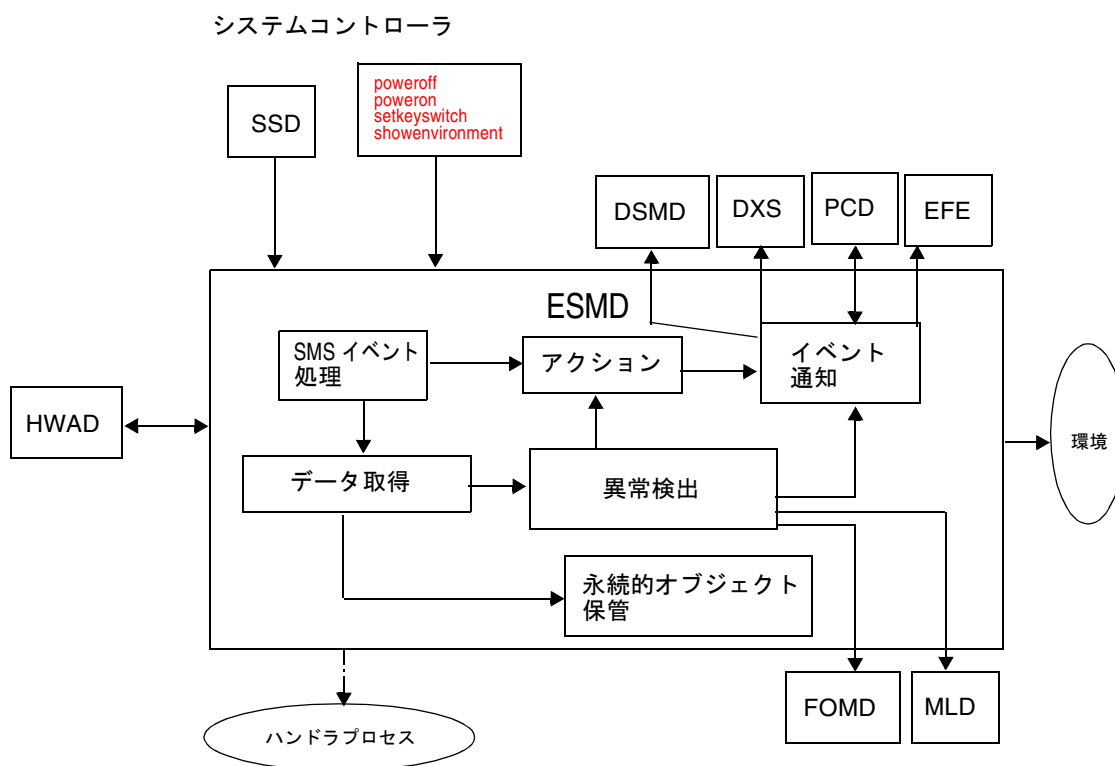 システムコントローラ
SSD
poweroff
poweron
setkeyswitch
showenvironment
DSMD
DXS
PCD
EFE
ESMD
SMS イベント
処理
アクション
イベント
通知
HWAD
環境
データ取得
異常検出
永続的オブジェクト
保管
FOMD
MLD
ハンドラプロセス